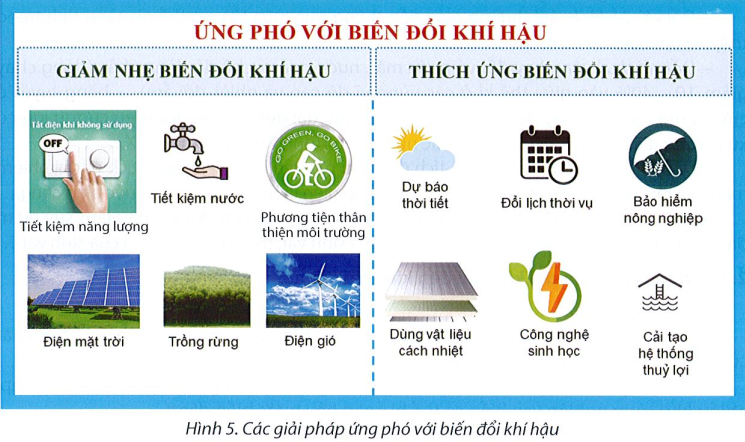 ỨNG PHÓ VỚI BIẾN ĐỔI KHÍ HẬU
GIẢM NHẸ BIẾN ĐỔI KHÍ HẬU
Tắt điện khi không sử dụng
OFF
Tiết kiệm năng lượng
Tiết kiệm nước
GO GREEN, GO BIKE
Phương tiện thân
thiện môi trường
Điện mặt trời
Trồng rừng
Điện gió
THÍCH ỨNG BIẾN ĐỔI KHÍ HẬU
Dự báo
thời tiết
Đổi lịch thời vụ
Bảo hiểm
nông nghiệp
Dùng vật liệu
cách nhiệt
Công nghệ
sinh học
Cải tạo
hệ thống
thuỷ lợi
Hình 5. Các giải pháp ứng phó với biến đổi khí hậu